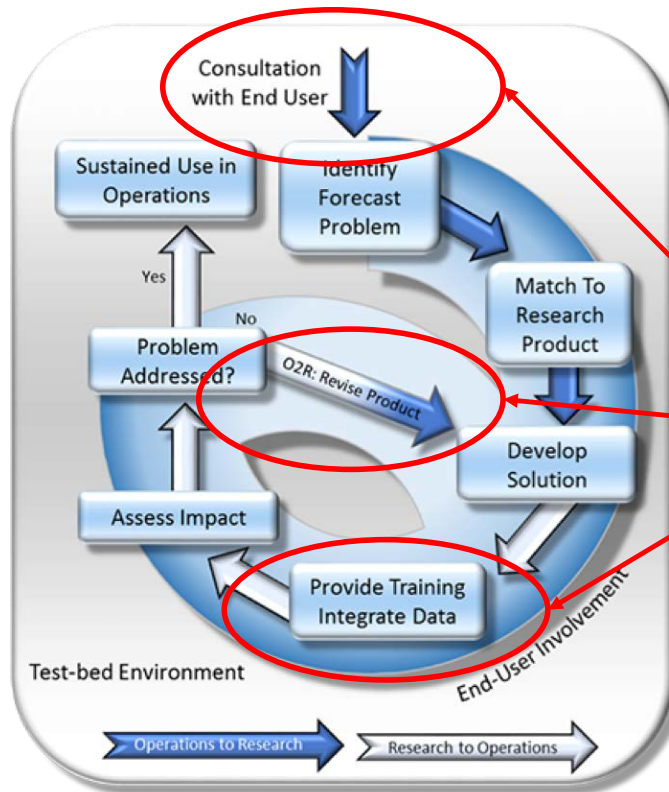 Consultation
with End User
Sustained Use in
Operations
Identify
Forecast
Problem
Yes
Match To
Research
Product
No
Problem
Addressed?
O2R: Revise Product
Develop
Solution
Assess Impact
Provide Training
Integrate Data
End-User Involvement
Test-bed Environment
Operations to Research
Research to Operations